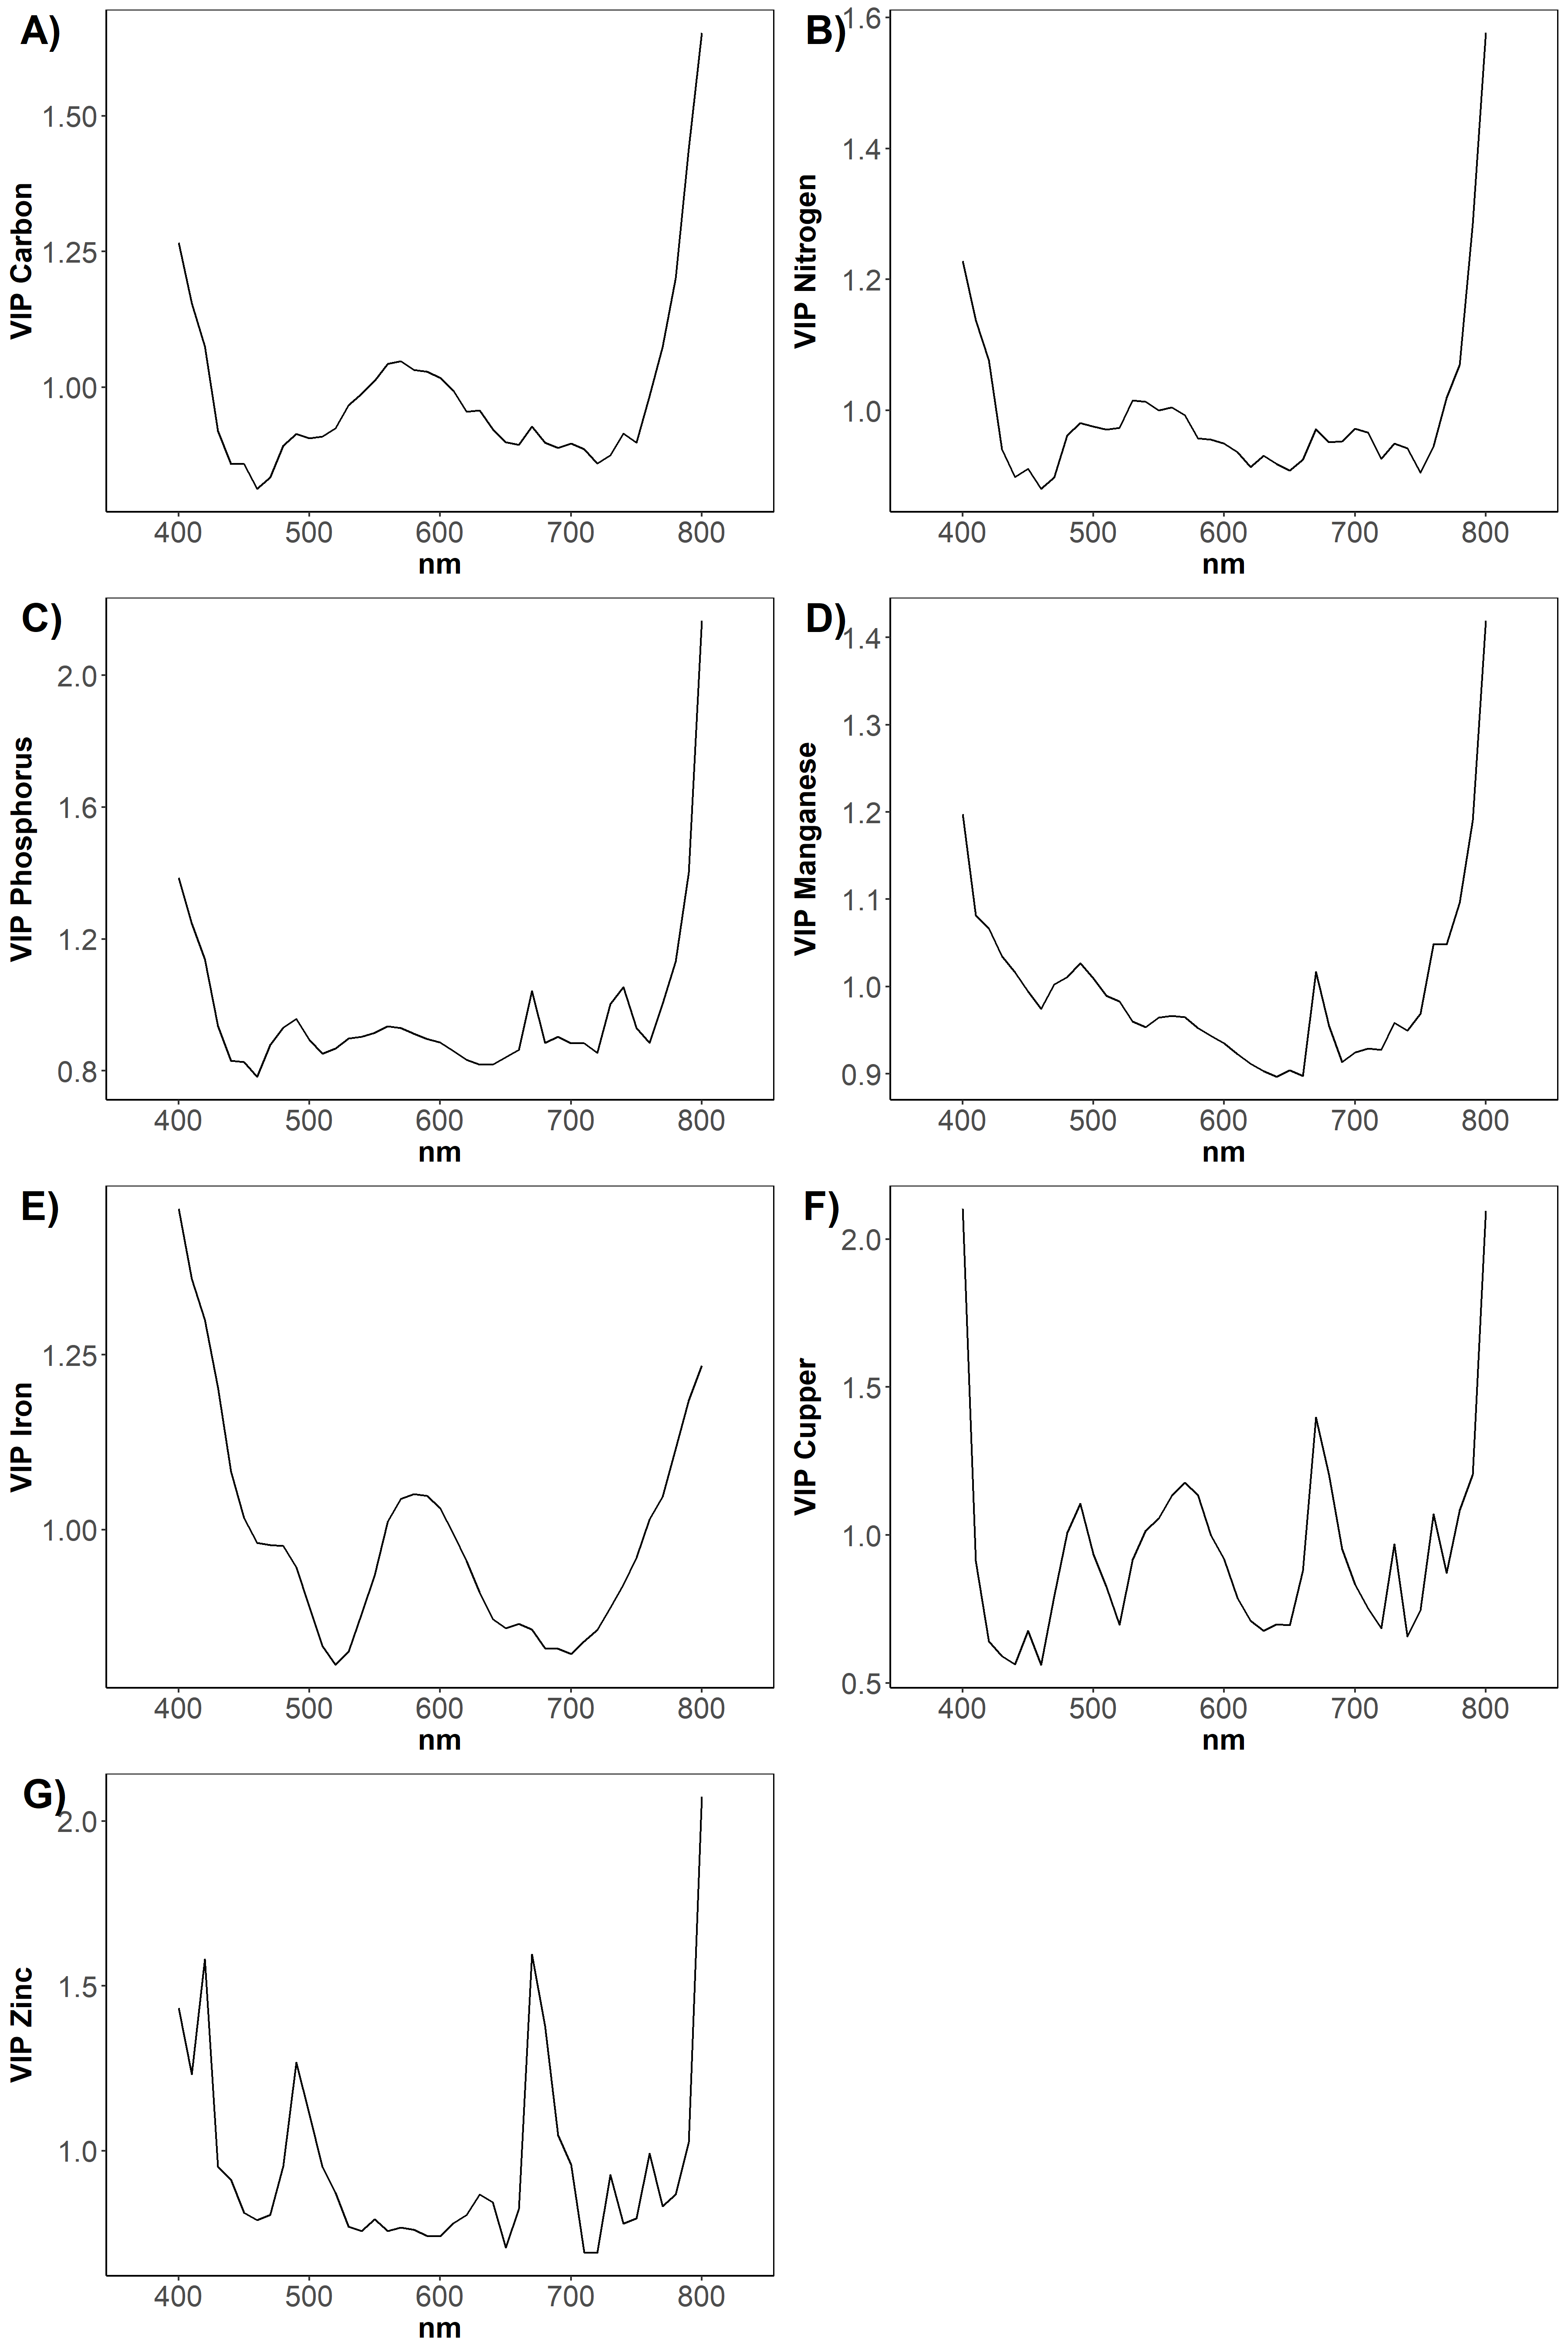 A)
VIP Carbon
1.50
1.25
1.00
400 500 600 700 800
nm
B)
VIP Nitrogen
1.6
1.4
1.2
1.0
400 500 600 700 800
nm
C)
VIP Phosphorus
2.0
1.6
1.2
0.8
400 500 600 700 800
nm
D)
VIP Manganese
1.4
1.3
1.2
1.1
1.0
0.9
400 500 600 700 800
nm
E)
VIP Iron
1.25
1.00
400 500 600 700 800
nm
F)
VIP Cupper
2.0
1.5
1.0
0.5
400 500 600 700 800
nm
G)
VIP Zinc
2.0
1.5
1.0
400 500 600 700 800
nm